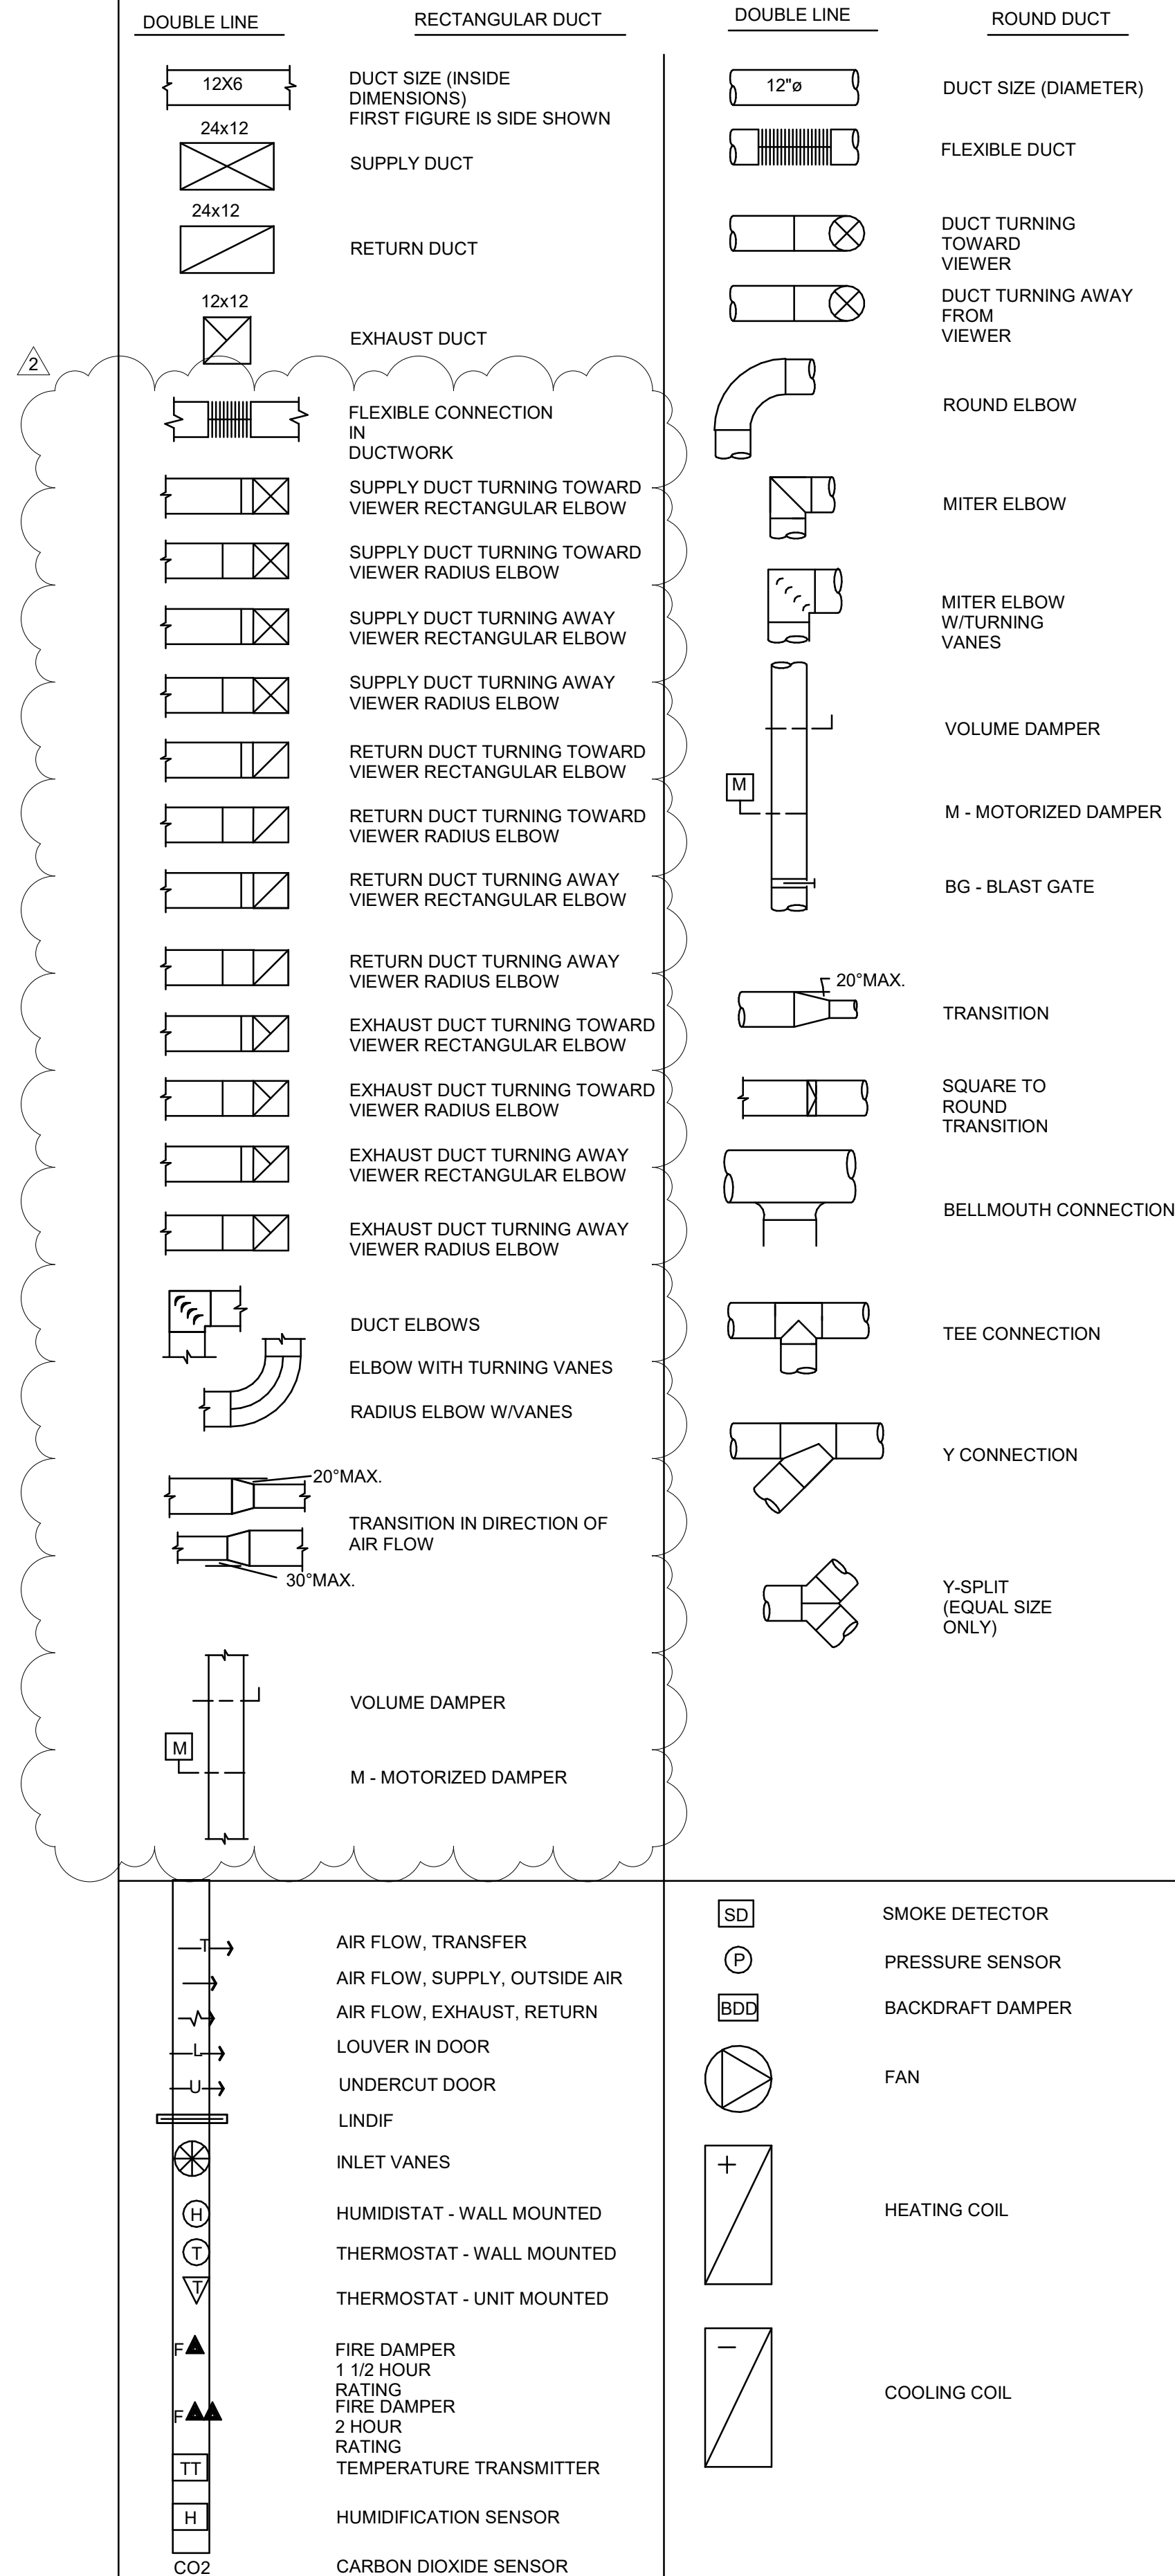 DOUBLE LINE
RECTANGULAR DUCT
12X6
DUCT SIZE (INSIDE
DIMENSIONS)
FIRST FIGURE IS SIDE SHOWN
24x12
SUPPLY DUCT
24x12
RETURN DUCT
12x12
EXHAUST DUCT
2
FLEXIBLE CONNECTION
IN
DUCTWORK
SUPPLY DUCT TURNING TOWARD
VIEWER RECTANGULAR ELBOW
SUPPLY DUCT TURNING TOWARD
VIEWER RADIUS ELBOW
SUPPLY DUCT TURNING AWAY
VIEWER RECTANGULAR ELBOW
SUPPLY DUCT TURNING AWAY
VIEWER RADIUS ELBOW
RETURN DUCT TURNING TOWARD
VIEWER RECTANGULAR ELBOW
RETURN DUCT TURNING TOWARD
VIEWER RADIUS ELBOW
RETURN DUCT TURNING AWAY
VIEWER RECTANGULAR ELBOW
RETURN DUCT TURNING AWAY
VIEWER RADIUS ELBOW
EXHAUST DUCT TURNING TOWARD
VIEWER RECTANGULAR ELBOW
EXHAUST DUCT TURNING TOWARD
VIEWER RADIUS ELBOW
EXHAUST DUCT TURNING AWAY
VIEWER RECTANGULAR ELBOW
EXHAUST DUCT TURNING AWAY
VIEWER RADIUS ELBOW
DUCT ELBOWS
ELBOW WITH TURNING VANES
RADIUS ELBOW W/VANES
20°MAX.
TRANSITION IN DIRECTION OF
AIR FLOW
30°MAX.
VOLUME DAMPER
M
M - MOTORIZED DAMPER
DOUBLE LINE
ROUND DUCT
12"ø
DUCT SIZE (DIAMETER)
FLEXIBLE DUCT
DUCT TURNING
TOWARD
VIEWER
DUCT TURNING AWAY
FROM
VIEWER
ROUND ELBOW
MITER ELBOW
MITER ELBOW
W/TURNING
VANES
VOLUME DAMPER
M
M - MOTORIZED DAMPER
BG - BLAST GATE
20°MAX.
TRANSITION
SQUARE TO
ROUND
TRANSITION
BELLMOUTH CONNECTION
TEE CONNECTION
Y CONNECTION
Y-SPLIT
(EQUAL SIZE
ONLY)
T
AIR FLOW, TRANSFER
AIR FLOW, SUPPLY, OUTSIDE AIR
AIR FLOW, EXHAUST, RETURN
L
LOUVER IN DOOR
U
UNDERCUT DOOR
LINDIF
INLET VANES
H
HUMIDISTAT - WALL MOUNTED
T
THERMOSTAT - WALL MOUNTED
T
THERMOSTAT - UNIT MOUNTED
F
FIRE DAMPER
1 1/2 HOUR
RATING
F
FIRE DAMPER
2 HOUR
RATING
TT
TEMPERATURE TRANSMITTER
H
HUMIDIFICATION SENSOR
CO2
CARBON DIOXIDE SENSOR
SD
SMOKE DETECTOR
P
PRESSURE SENSOR
BDD
BACKDRAFT DAMPER
FAN
+
HEATING COIL
−
COOLING COIL